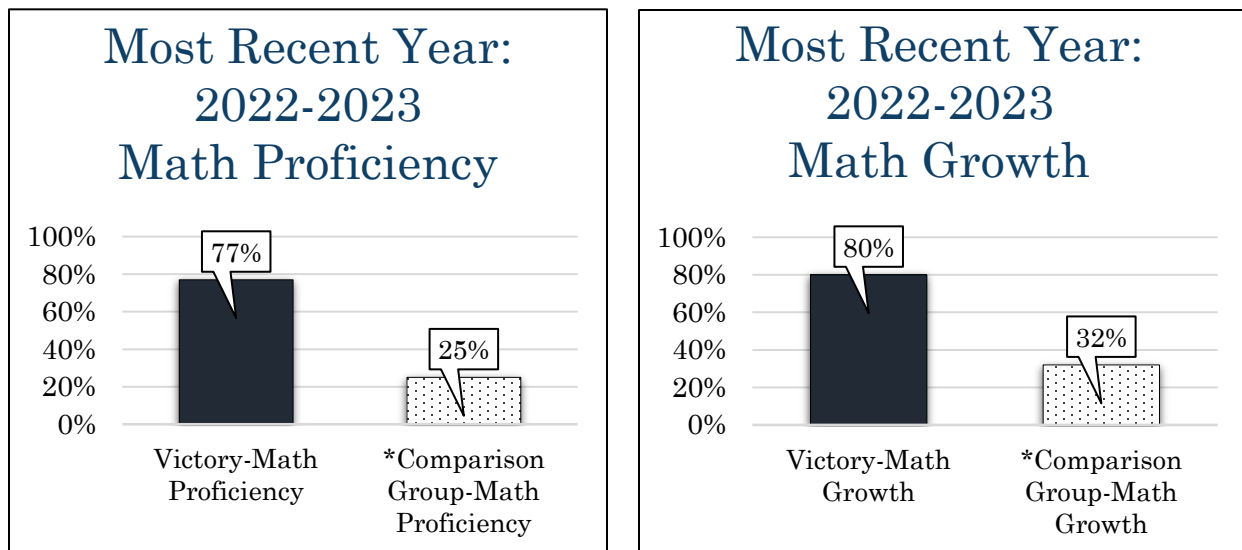 Most Recent Year:
2022-2023
Math Proficiency
100%
80%
60%
40%
20%
0%
77%
25%
Victory-Math
Proficiency
*Comparison
Group-Math
Proficiency
Most Recent Year:
2022-2023
Math Growth
100%
80%
60%
40%
20%
0%
80%
32%
Victory-Math
Growth
*Comparison
Group-Math
Growth